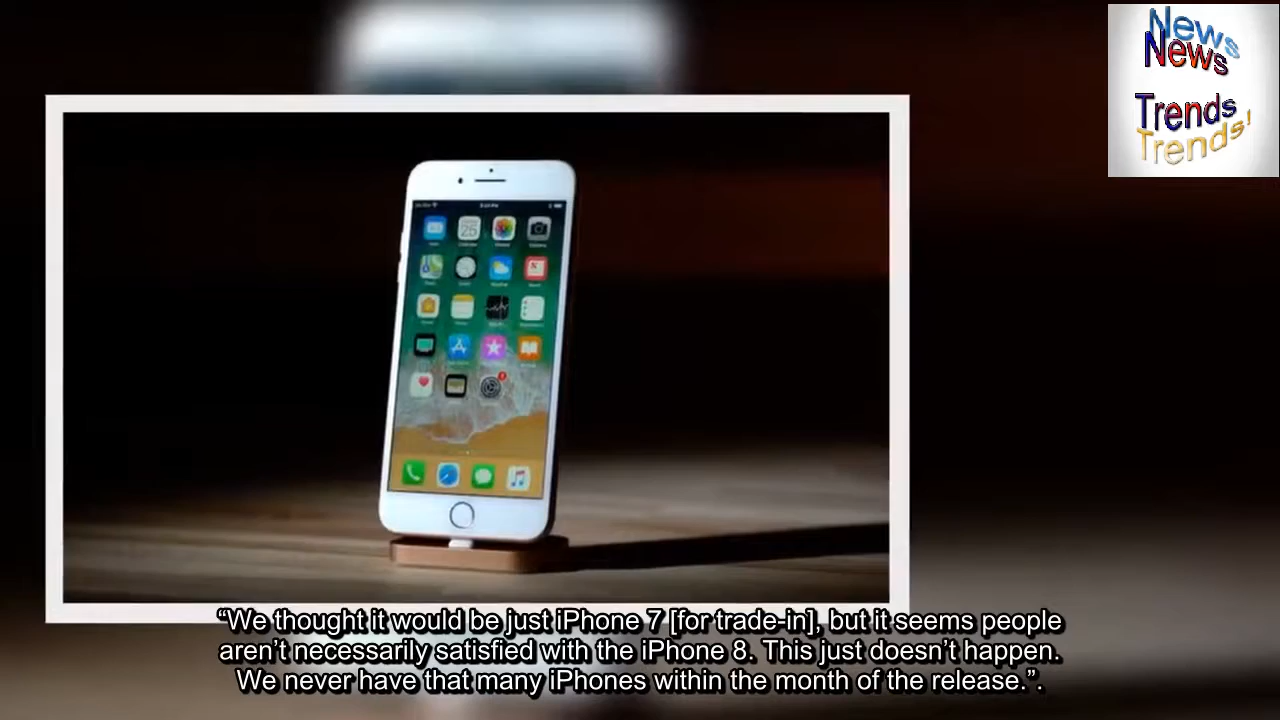 News
News
Trends
Trends!
“We thought it would be just iPhone 7 [for trade-in], but it seems people
aren’t necessarily satisfied with the iPhone 8. This just doesn’t happen.
We never have that many iPhones within the month of the release.”.